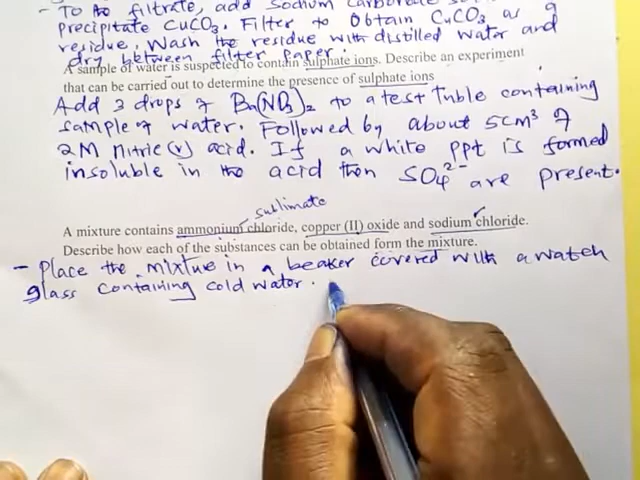 - To the filtrate, add Sodium Carbonate
precipitate CuCO3. Filter to obtain CuCO3 as a
residue. Wash the residue with distilled water and
dry between filter paper.
A sample of water is suspected to contain sulphate ions. Describe an experiment
that can be carried out to determine the presence of sulphate ions
Add 3 drops of Ba(NO3)2 to a test tube containing
sample of water. Followed by about 5cm3 of
2M nitric (V) acid. If a white ppt is formed
insoluble in the acid then SO4 2- are present.
sublimate
A mixture contains ammonium chloride, copper (II) oxide and sodium chloride.
Describe how each of the substances can be obtained form the mixture.
- Place the mixture in a beaker covered with a watch
glass containing cold water.